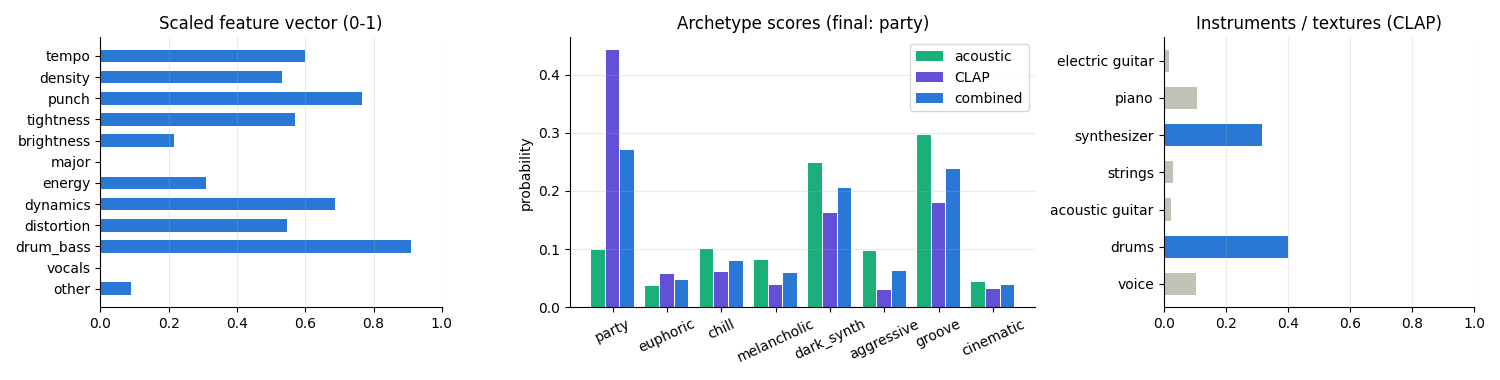 Scaled feature vector (0-1)
tempo
density
punch
tightness
brightness
major
energy
dynamics
distortion
drum_bass
vocals
other
0.0 0.2 0.4 0.6 0.8 1.0
Archetype scores (final: party)
acoustic
CLAP
combined
probability
0.4
0.3
0.2
0.1
0.0
party
euphoric
chill
melancholic
dark_synth
aggressive
groove
cinematic
Instruments / textures (CLAP)
electric guitar
piano
synthesizer
strings
acoustic guitar
drums
voice
0.0 0.2 0.4 0.6 0.8 1.0